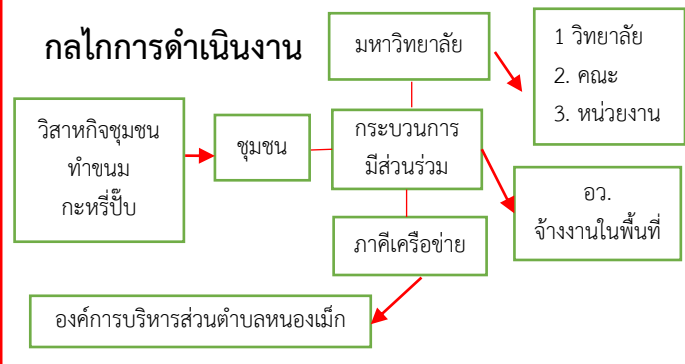 กลไกการดำเนินงาน
มหาวิทยาลัย
1 วิทยาลัย
2. คณะ
3. หน่วยงาน
วิสาหกิจชุมชน
ทำขนม
กะหรี่ปั๊บ
ชุมชน
กระบวนการ
มีส่วนร่วม
อว.
จ้างงานในพื้นที่
ภาคีเครือข่าย
องค์การบริหารส่วนตำบลหนองเม็ก